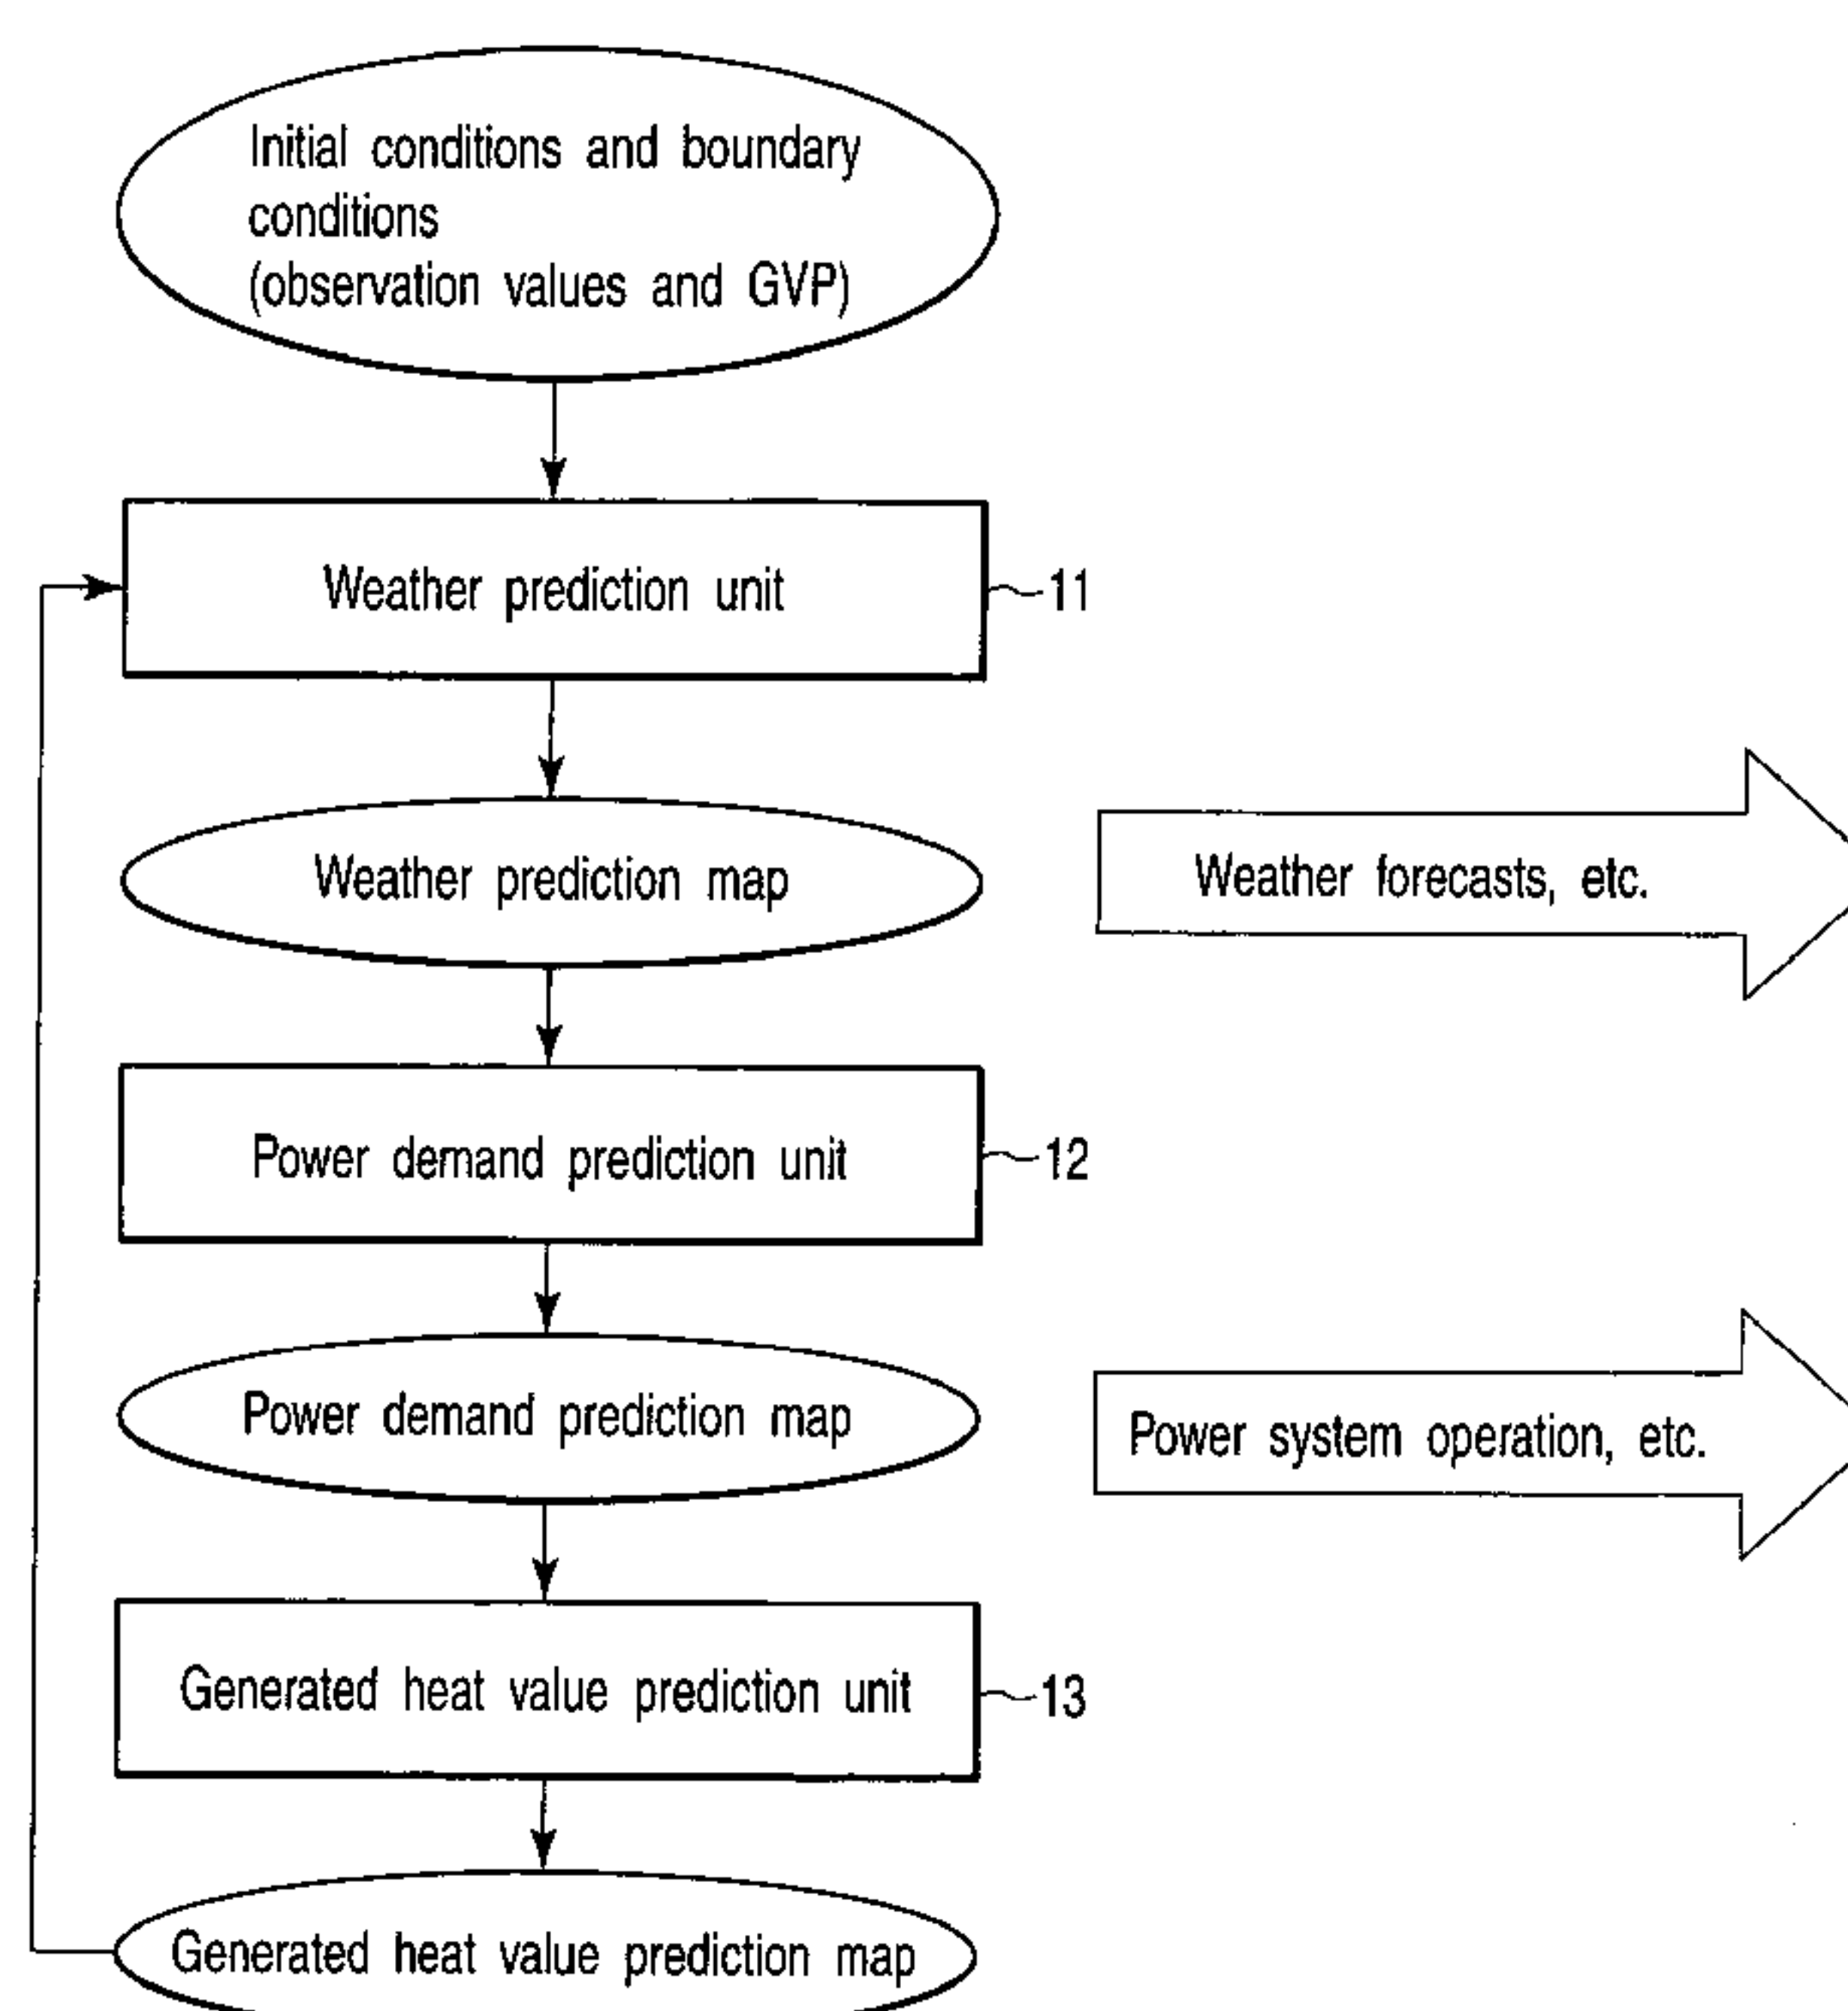 Initial conditions and boundary
conditions
(observation values and GVP)
Weather prediction unit
11
Weather prediction map
Weather forecasts, etc.
Power demand prediction unit
12
Power demand prediction map
Power system operation, etc.
Generated heat value prediction unit
13
Generated heat value prediction map